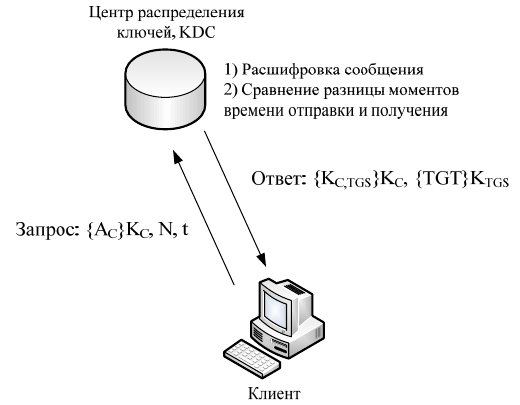 Центр распределения
ключей, KDC
1) Расшифровка сообщения
2) Сравнение разницы моментов
времени отправки и получения
Ответ: {K_C,TGS}K_C, {TGT}K_TGS
Запрос: {A_C}K_C, N, t
Клиент